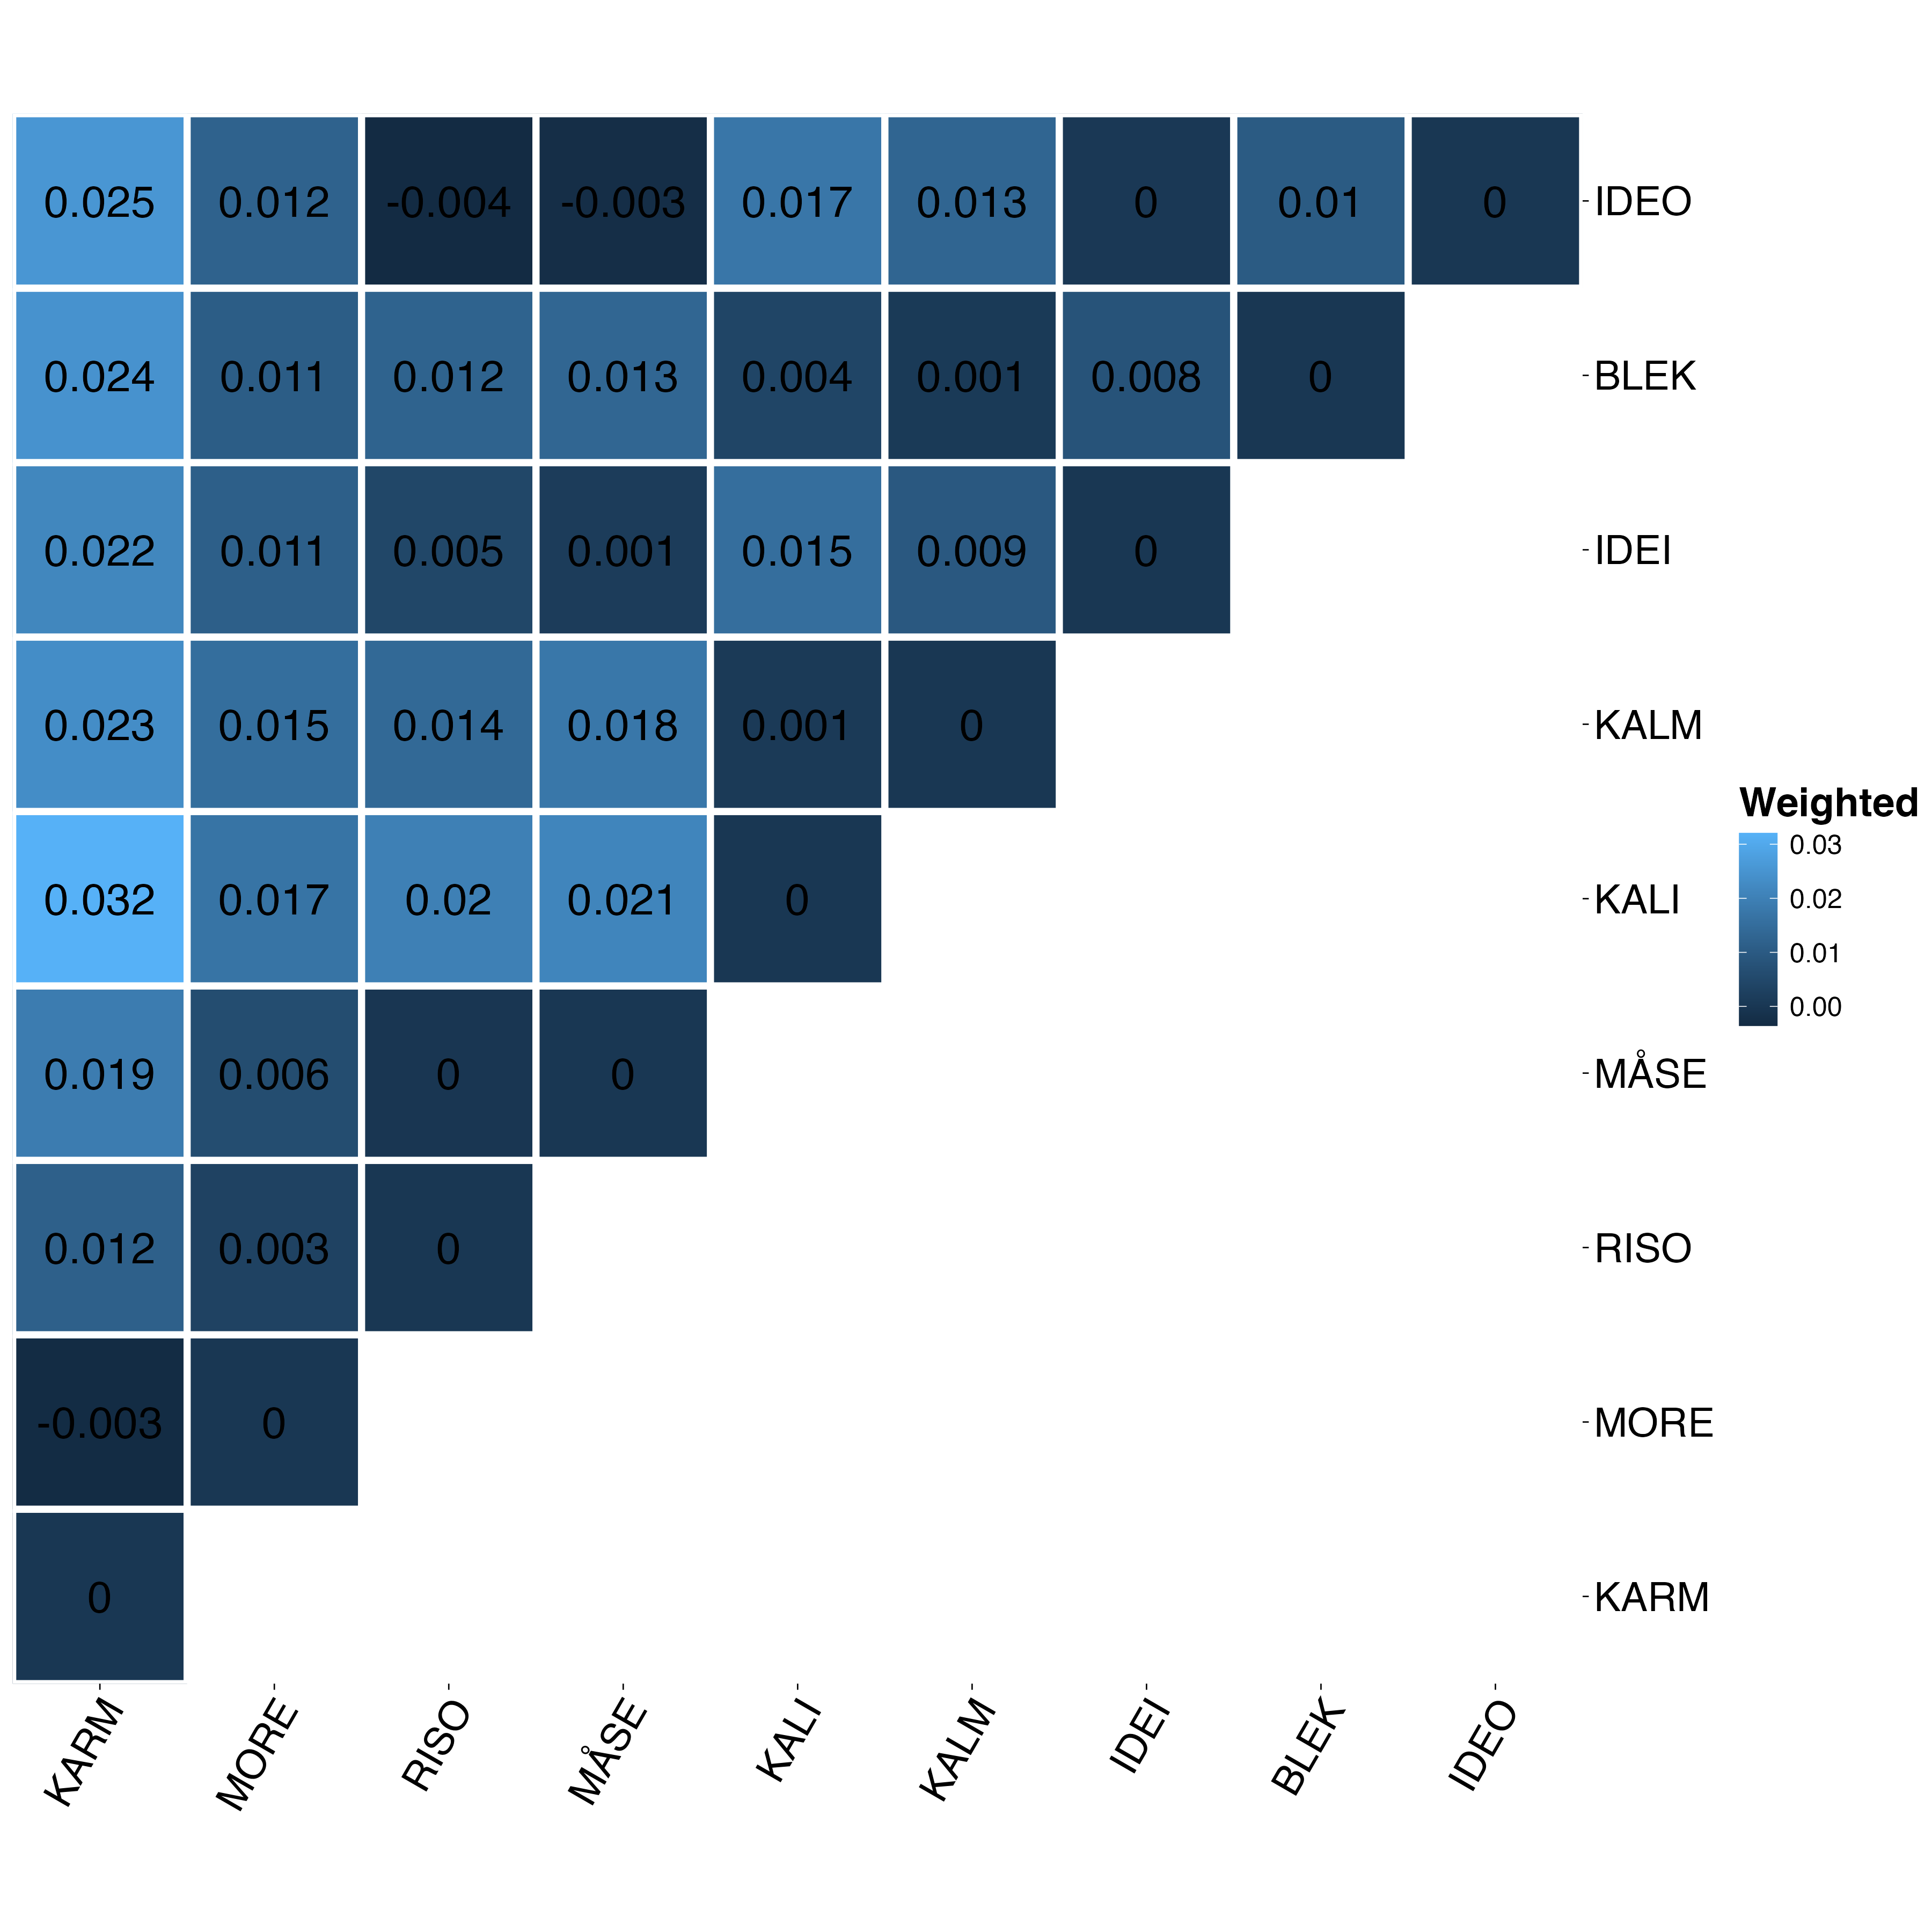 0.025 0.012 -0.004 -0.003 0.017 0.013 0 0.01 0 IDEO
0.024 0.011 0.012 0.013 0.004 0.001 0.008 0 BLEK
0.022 0.011 0.005 0.001 0.015 0.009 0 IDEI
0.023 0.015 0.014 0.018 0.001 0 KALM
0.032 0.017 0.02 0.021 0 KALI
0.019 0.006 0 0 MÅSE
0.012 0.003 0 RISO
-0.003 0 MORE
0 KARM
KARM MORE RISO MÅSE KALI KALM IDEI BLEK IDEO
Weighted
0.03
0.02
0.01
0.00